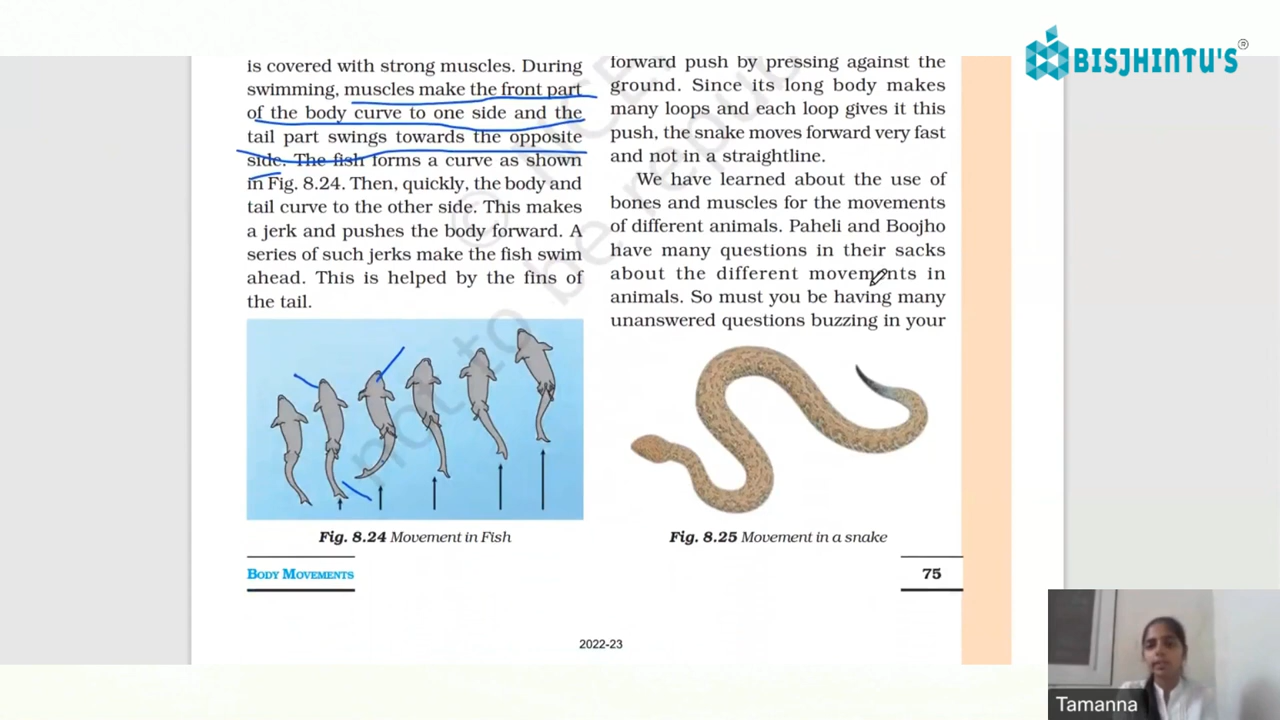 BISJHINTU'S®
is covered with strong muscles. During
swimming, muscles make the front part
of the body curve to one side and the
tail part swings towards the opposite
side. The fish forms a curve as shown
in Fig. 8.24. Then, quickly, the body and
tail curve to the other side. This makes
a jerk and pushes the body forward. A
series of such jerks make the fish swim
ahead. This is helped by the fins of
the tail.
Fig. 8.24 Movement in Fish
forward push by pressing against the
ground. Since its long body makes
many loops and each loop gives it this
push, the snake moves forward very fast
and not in a straightline.
We have learned about the use of
bones and muscles for the movements
of different animals. Paheli and Boojho
have many questions in their sacks
about the different movements in
animals. So must you be having many
unanswered questions buzzing in your
Fig. 8.25 Movement in a snake
BODY MOVEMENTS
75
2022-23
Tamanna